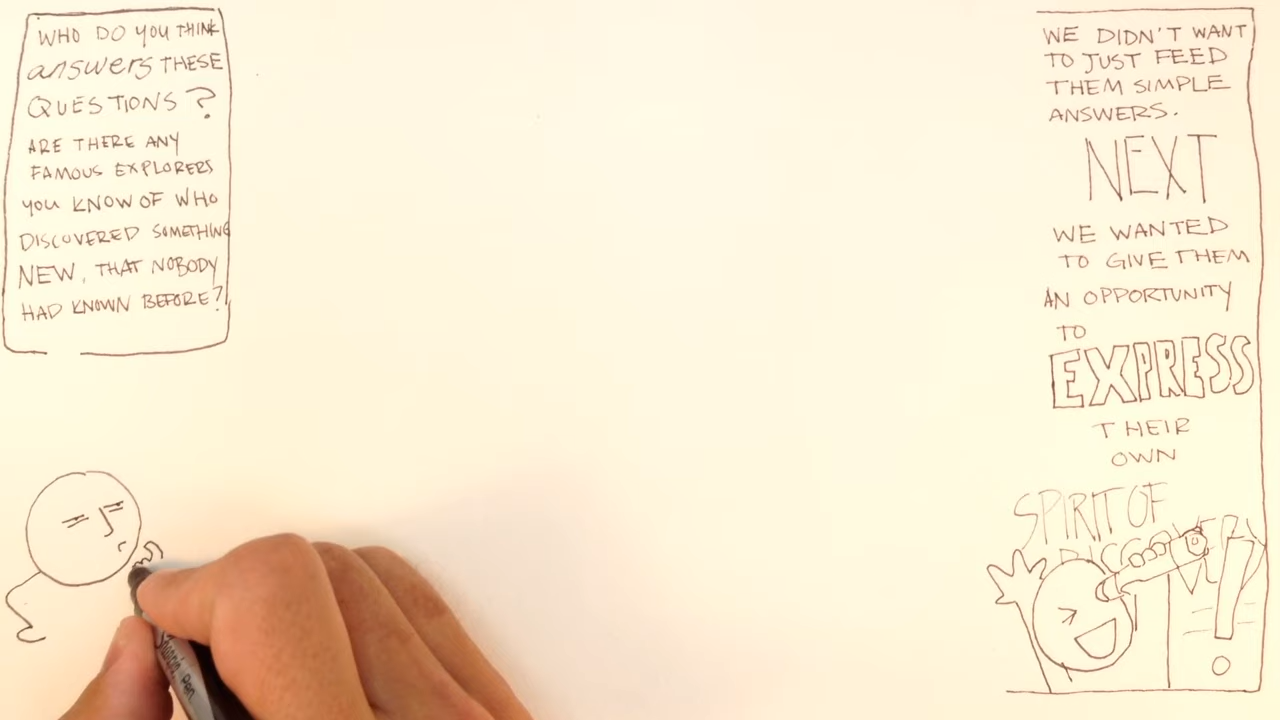 WHO DO YOU THINK
answers THESE
QUESTIONS?
ARE THERE ANY
FAMOUS EXPLORERS
YOU KNOW OF WHO
DISCOVERED SOMETHING
NEW, THAT NOBODY
HAD KNOWN BEFORE?
WE DIDN'T WANT
TO JUST FEED
THEM SIMPLE
ANSWERS.
NEXT
WE WANTED
TO GIVE THEM
AN OPPORTUNITY
TO
EXPRESS
THEIR
OWN
SPIRIT OF
Pen